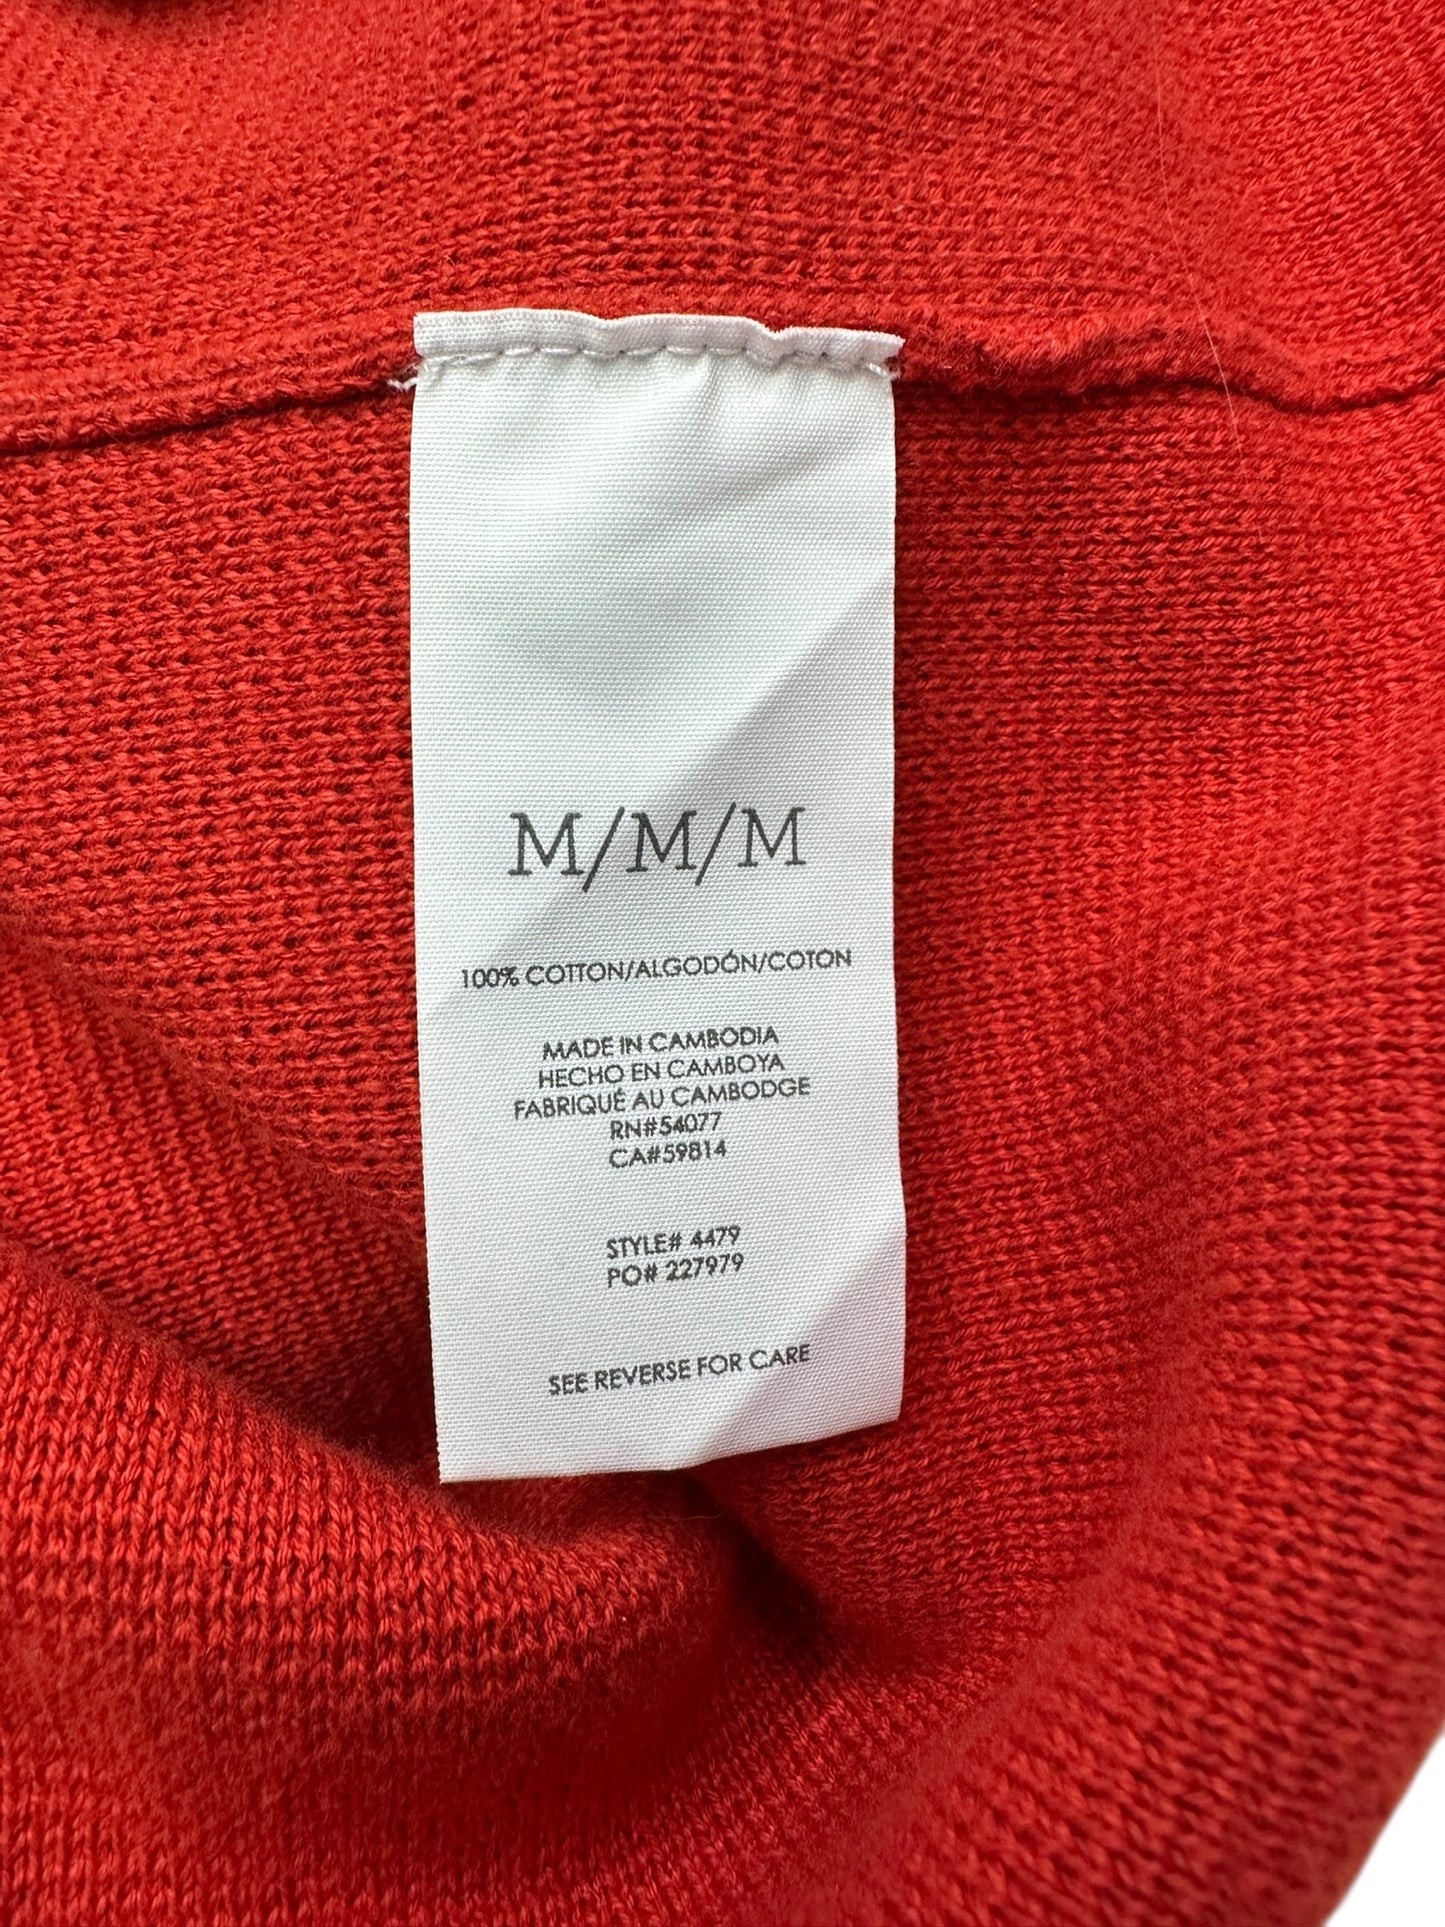 M/M/M
100% COTTON/ALGODÓN/COTON
MADE IN CAMBODIA
HECHO EN CAMBOYA
FABRIQUÉ AU CAMBODGE
RN#54077
CA#59814
STYLE# 4479
PO# 227979
SEE REVERSE FOR CARE